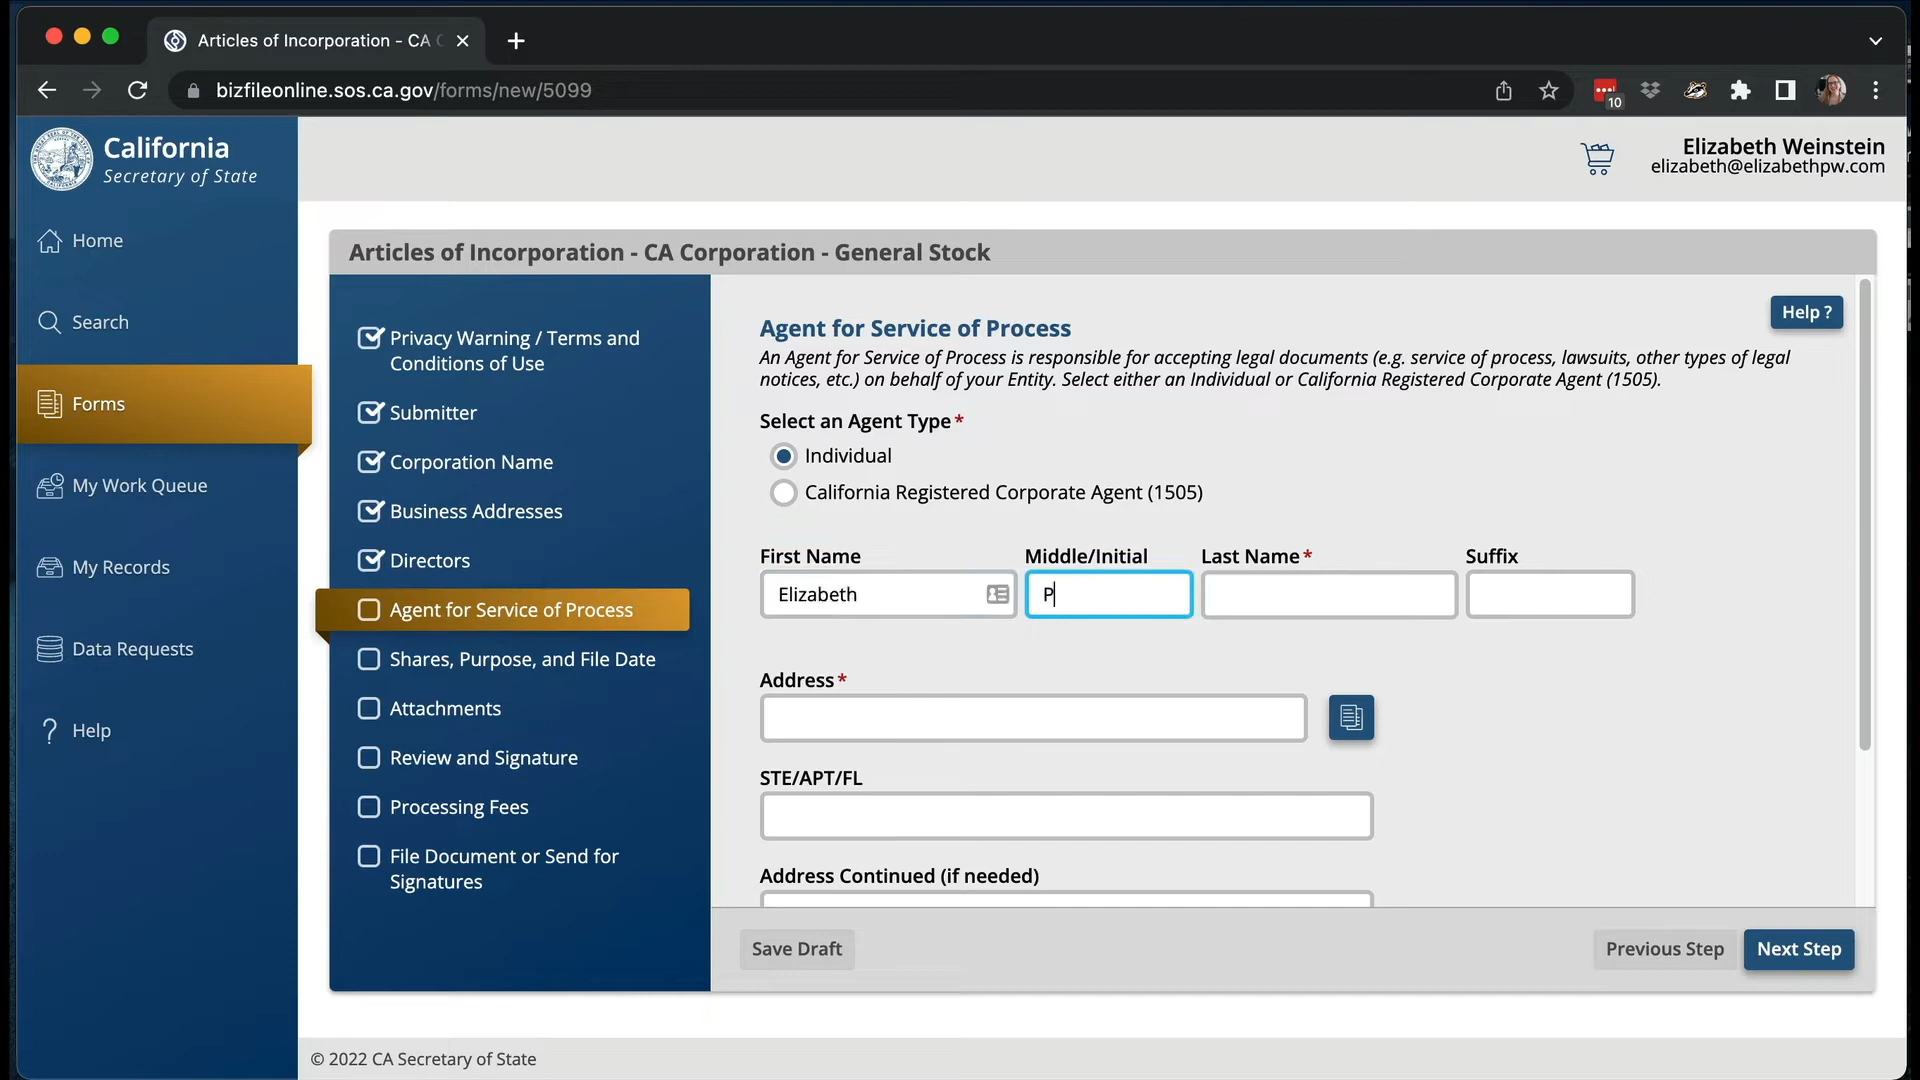 Articles of Incorporation - CA C
bizfileonline.sos.ca.gov/forms/new/5099
10
California
Secretary of State
Elizabeth Weinstein
elizabeth@elizabethpw.com
Home
Search
Forms
My Work Queue
My Records
Data Requests
Help
Articles of Incorporation - CA Corporation - General Stock
Privacy Warning / Terms and
Conditions of Use
Submitter
Corporation Name
Business Addresses
Directors
Agent for Service of Process
Shares, Purpose, and File Date
Attachments
Review and Signature
Processing Fees
File Document or Send for
Signatures
Help ?
Agent for Service of Process
An Agent for Service of Process is responsible for accepting legal documents (e.g. service of process, lawsuits, other types of legal
notices, etc.) on behalf of your Entity. Select either an Individual or California Registered Corporate Agent (1505).
Select an Agent Type*
Individual
California Registered Corporate Agent (1505)
First Name Middle/Initial Last Name* Suffix
Elizabeth P
Address*
STE/APT/FL
Address Continued (if needed)
Save Draft Previous Step Next Step
© 2022 CA Secretary of State